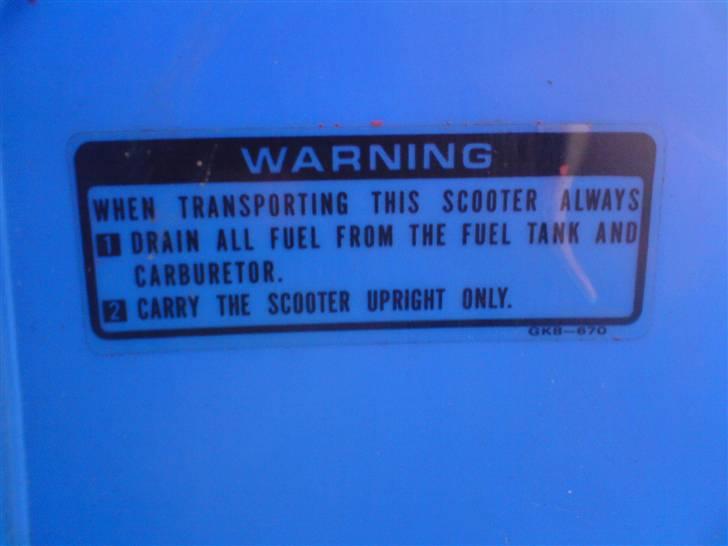 WARNING
WHEN TRANSPORTING THIS SCOOTER ALWAYS
1 DRAIN ALL FUEL FROM THE FUEL TANK AND
CARBURETOR.
2 CARRY THE SCOOTER UPRIGHT ONLY.
GK8-670